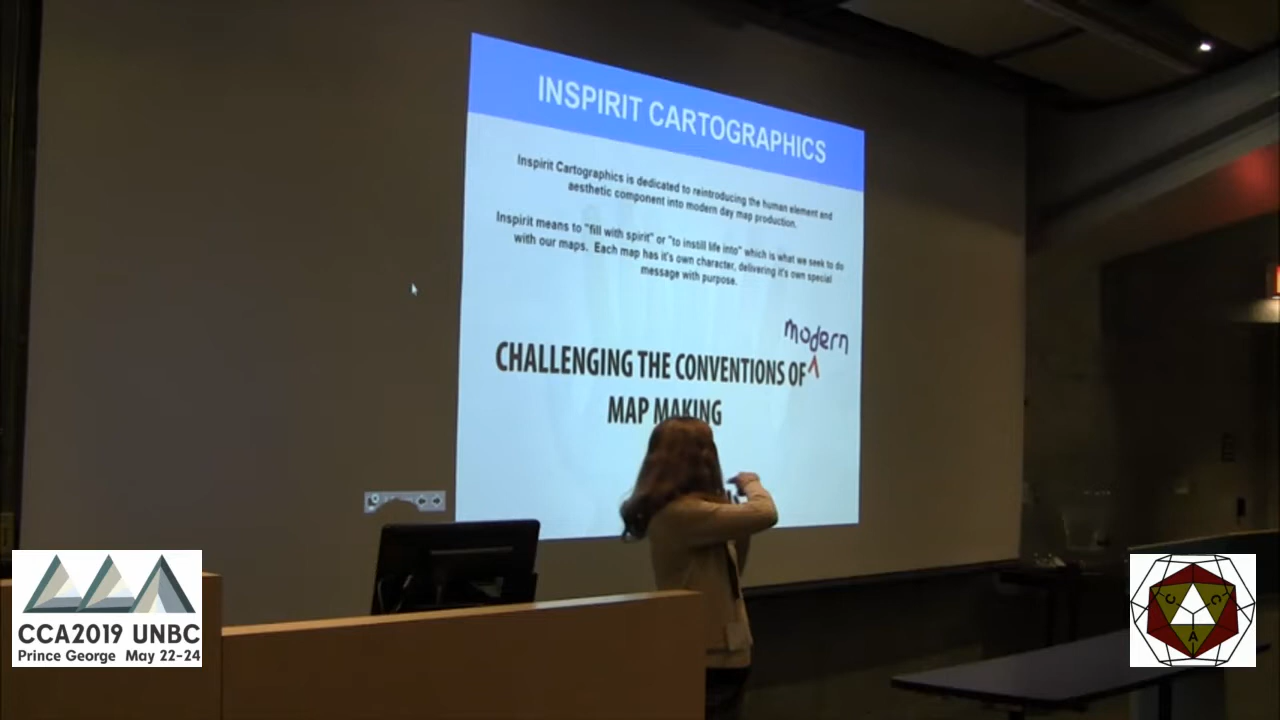 INSPIRIT CARTOGRAPHICS
Inspirit Cartographics is dedicated to reintroducing the human element and
aesthetic component into modern day map production.
Inspirit means to "fill with spirit" or "to instill life into" which is what we seek to do
with our maps. Each map has it's own character, delivering it's own special
message with purpose.
modern
CHALLENGING THE CONVENTIONS OF
MAP MAKING
CCA2019 UNBC
Prince George May 22-24
C C
A